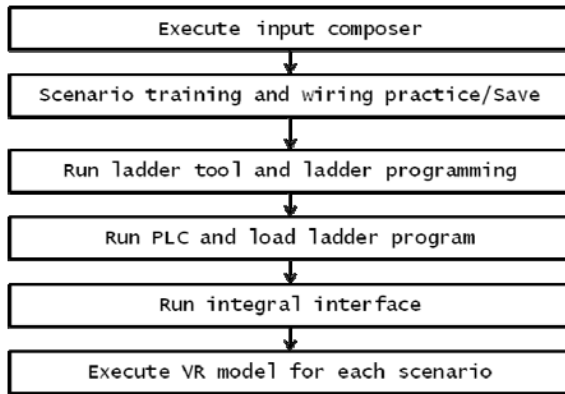 Execute input composer
Scenario training and wiring practice/Save
Run ladder tool and ladder programming
Run PLC and load ladder program
Run integral interface
Execute VR model for each scenario